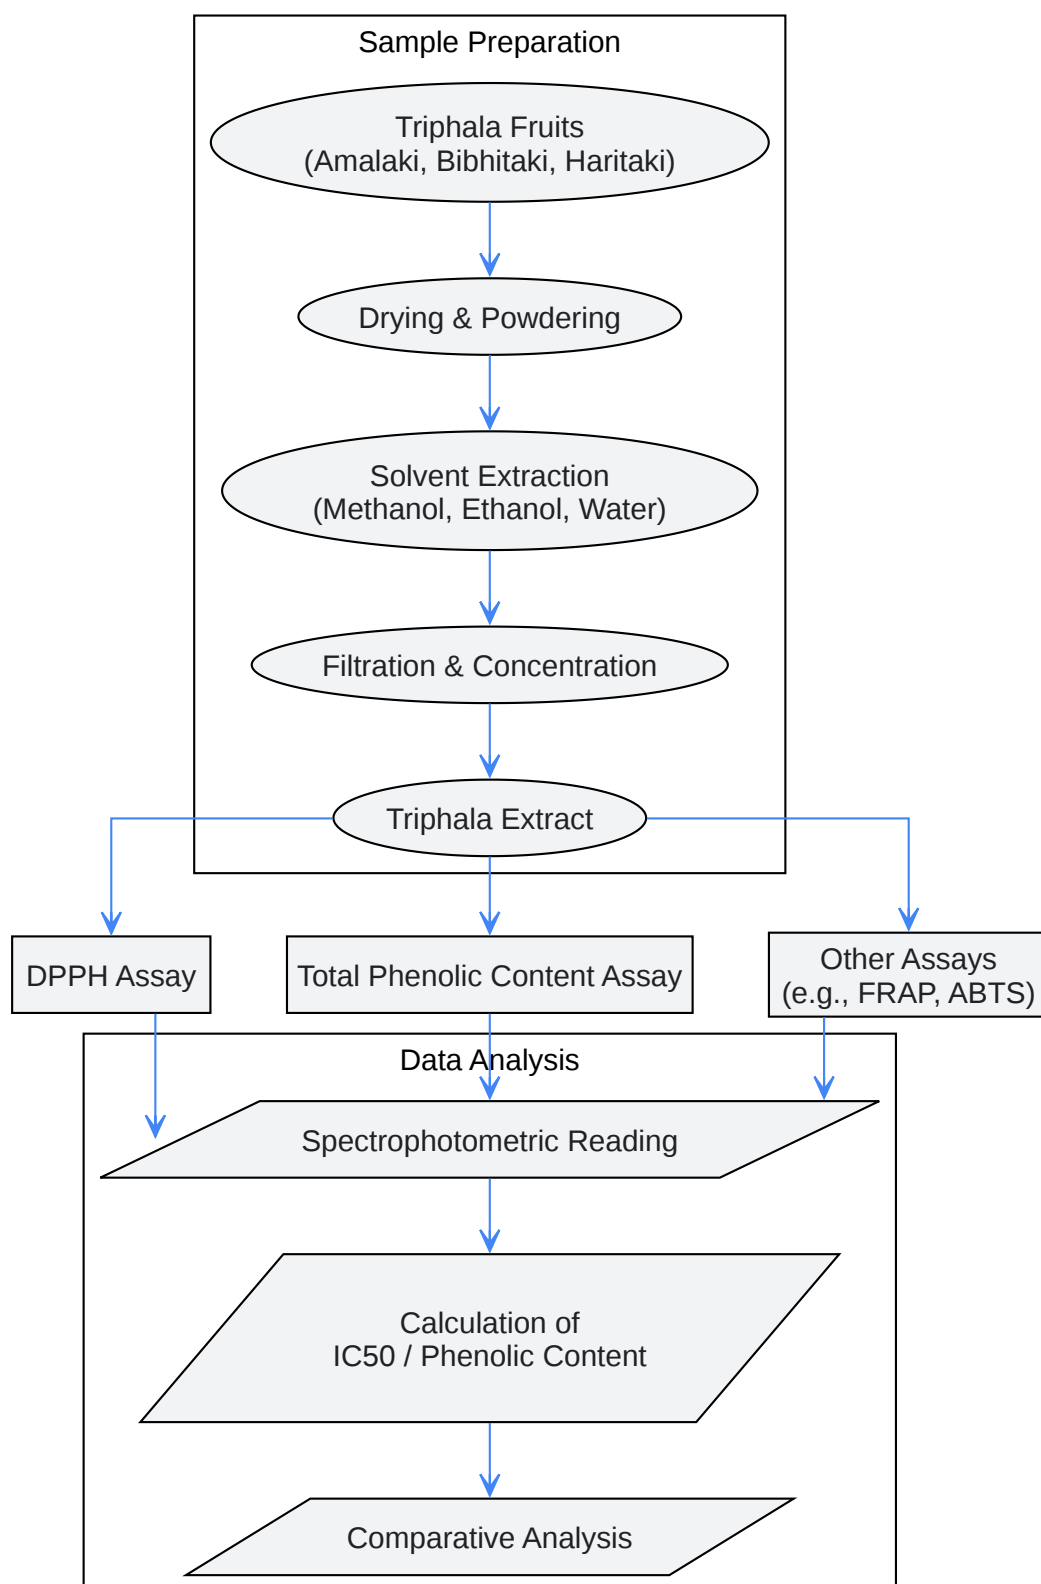 Sample Preparation
Triphala Fruits
(Amalaki, Bibhitaki, Haritaki)
Drying & Powdering
Solvent Extraction
(Methanol, Ethanol, Water)
Filtration & Concentration
Triphala Extract
DPPH Assay
Total Phenolic Content Assay
Other Assays
(e.g., FRAP, ABTS)
Data Analysis
Spectrophotometric Reading
Calculation of
IC50 / Phenolic Content
Comparative Analysis